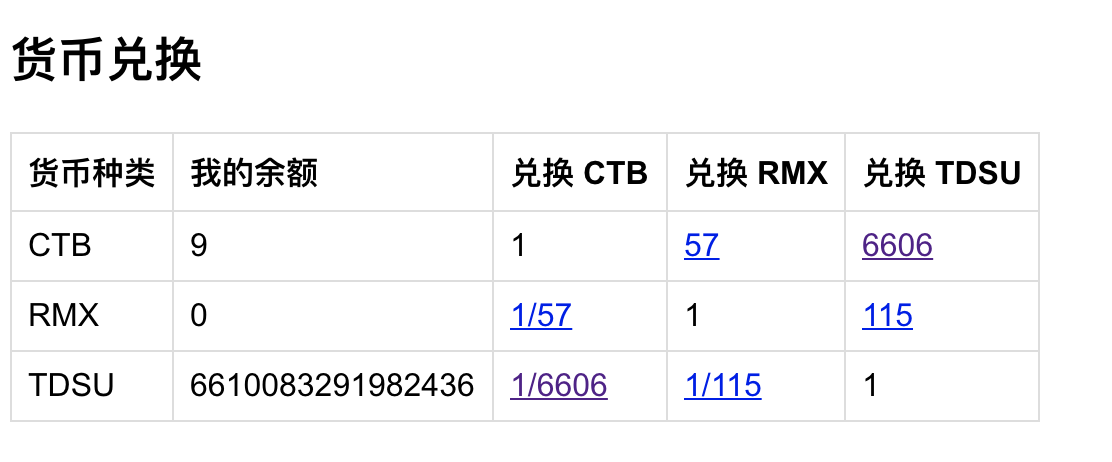 货币兑换
货币种类 我的余额 兑换 CTB 兑换 RMX 兑换 TDSU
CTB 9 1 57 6606
RMX 0 1/57 1 115
TDSU 6610083291982436 1/6606 1/115 1